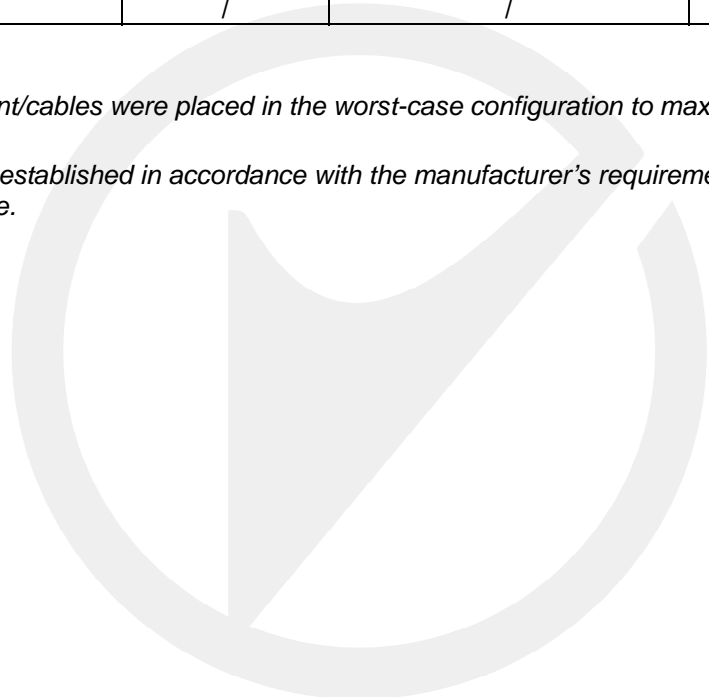 / /
nt/cables were placed in the worst-case configuration to max
established in accordance with the manufacturer's requireme
e.